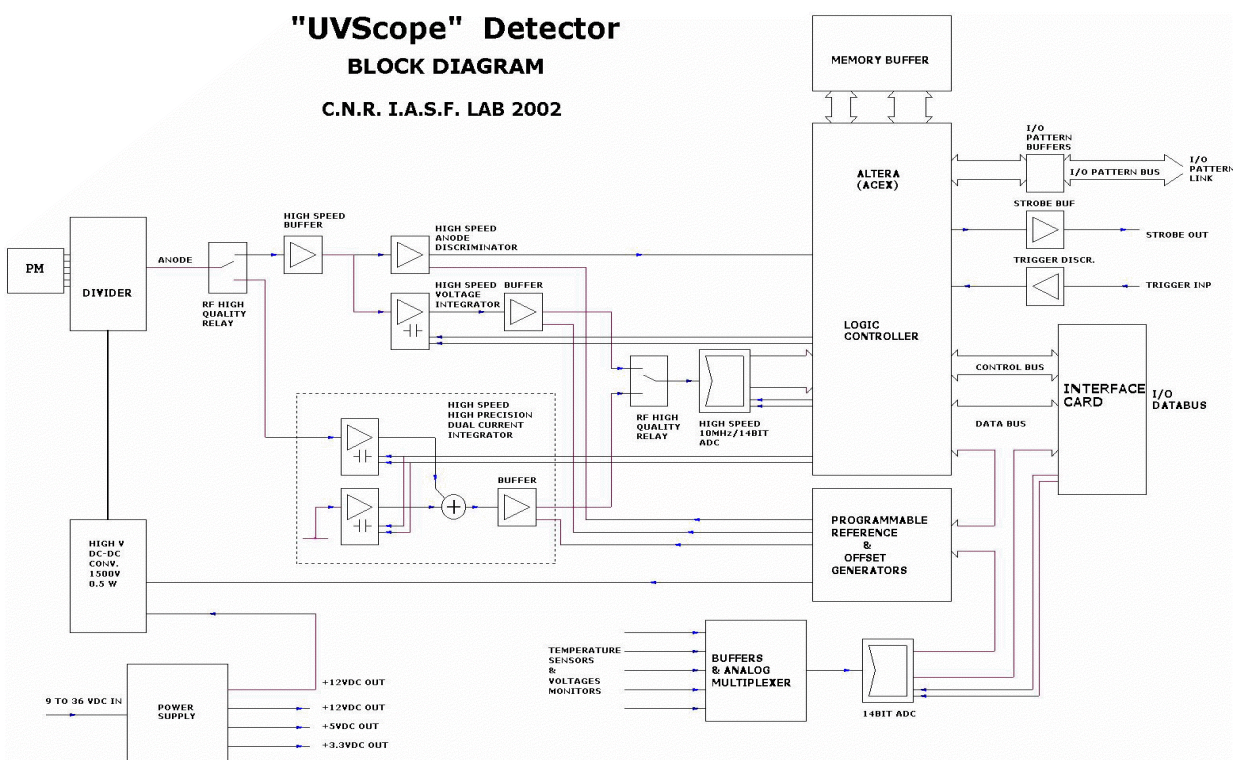 "UVScope" Detector
BLOCK DIAGRAM
C.N.R. I.A.S.F. LAB 2002
MEMORY BUFFER
I/O
PATTERN
BUFFERS
I/O PATTERN BUS
I/O
PATTERN
LINK
ALTERA
(ACEX)
STROBE BUF
STROBE OUT
TRIGGER DISCR.
TRIGGER INP
HIGH SPEED
BUFFER
HIGH SPEED
ANODE
DISCRIMINATOR
PM
DIVIDER
ANODE
RF HIGH
QUALITY
RELAY
HIGH SPEED
VOLTAGE
INTEGRATOR
BUFFER
LOGIC
CONTROLLER
CONTROL BUS
INTERFACE
CARD
I/O
DATABUS
DATA BUS
RF HIGH
QUALITY
RELAY
HIGH SPEED
10MHz/14BIT
ADC
HIGH SPEED
HIGH PRECISION
DUAL CURRENT
INTEGRATOR
BUFFER
+
PROGRAMMABLE
REFERENCE
&
OFFSET
GENERATORS
HIGH V
DC-DC
CONV.
1500V
0.5 W
TEMPERATURE
SENSORS
&
VOLTAGES
MONITORS
BUFFERS
& ANALOG
MULTIPLEXER
14BIT ADC
9 TO 36 VDC IN
POWER
SUPPLY
+12VDC OUT
+12VDC OUT
+5VDC OUT
+3.3VDC OUT